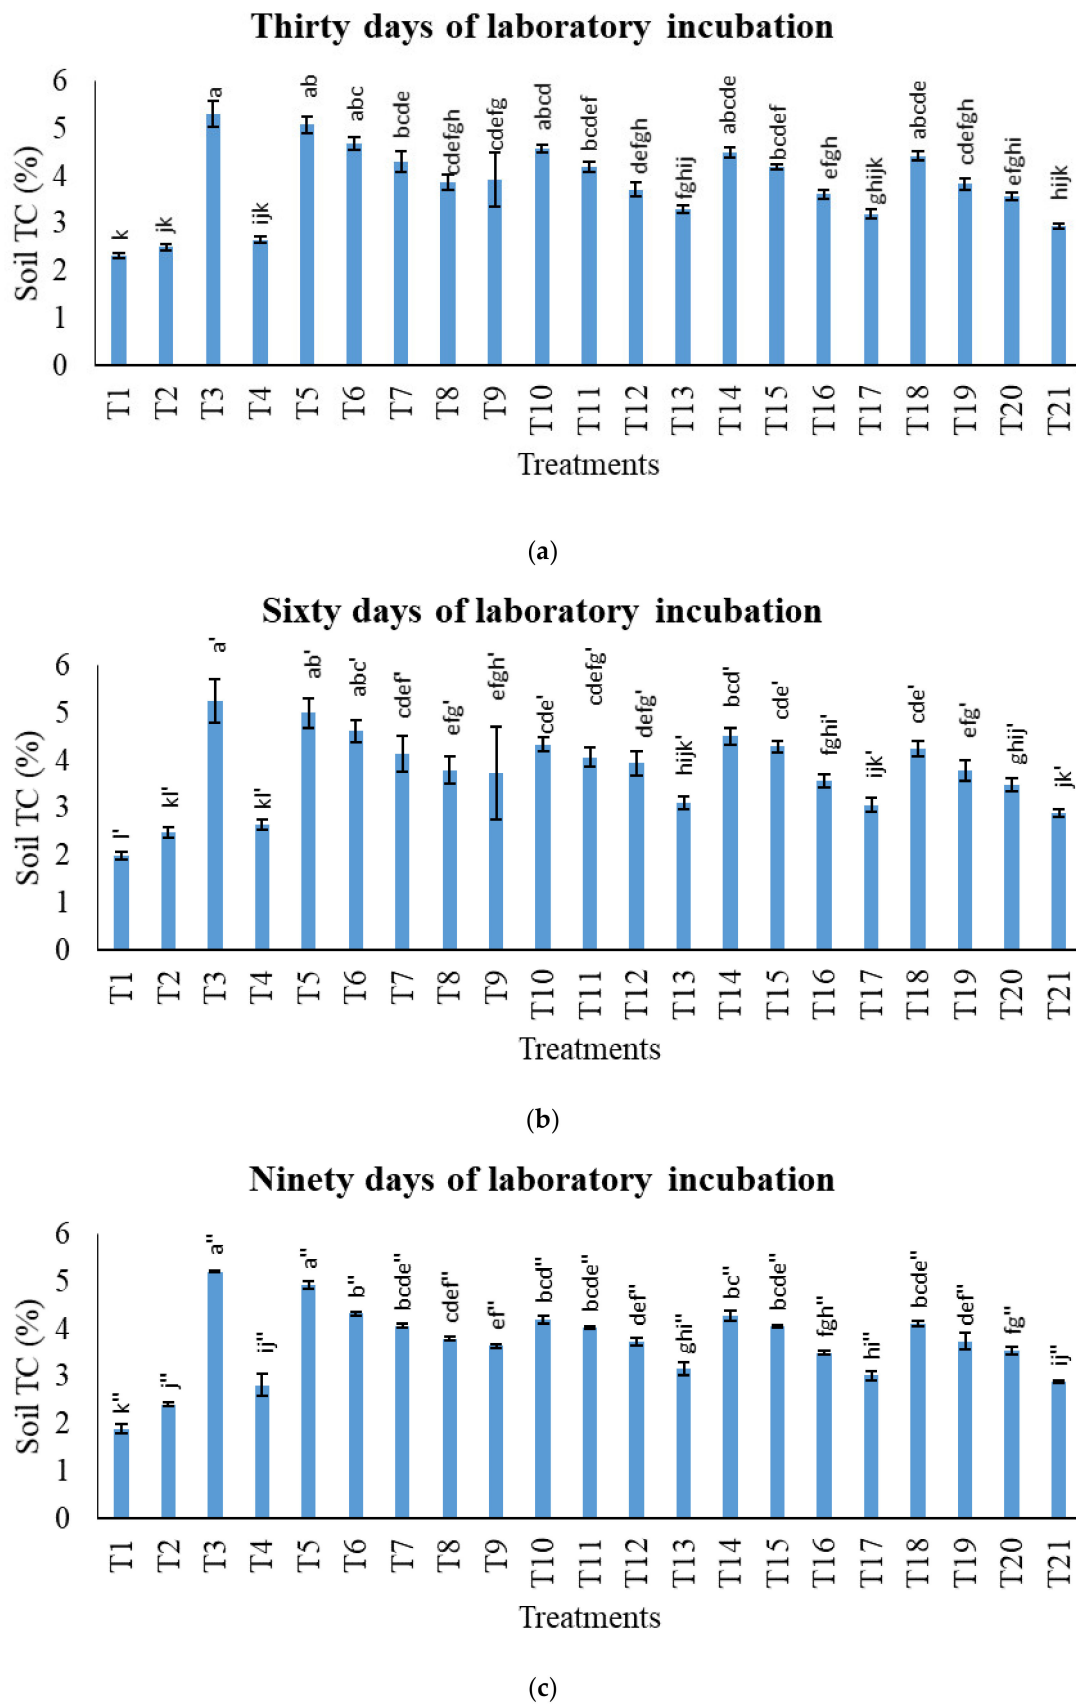 Thirty days of laboratory incubation
Soil TC (%)
6
5
4
3
2
1
0
k
jk
a
ijk
ab
abc
bcde
cdefgh
cdefg
abcd
bcdef
defgh
fghij
abcde
bcdef
efgh
ghijk
abcde
cdefgh
efghi
hijk
T1 T2 T3 T4 T5 T6 T7 T8 T9 T10 T11 T12 T13 T14 T15 T16 T17 T18 T19 T20 T21
Treatments
(a)
Sixty days of laboratory incubation
Soil TC (%)
6
5
4
3
2
1
0
l'
kl'
a'
kl'
ab'
abc'
cdef'
efg'
efgh'
cde'
cdefg'
defg'
hijk'
bcd'
cde'
fghi'
ijk'
cde'
efg'
ghij'
jk'
T1 T2 T3 T4 T5 T6 T7 T8 T9 T10 T11 T12 T13 T14 T15 T16 T17 T18 T19 T20 T21
Treatments
(b)
Ninety days of laboratory incubation
Soil TC (%)
6
5
4
3
2
1
0
k"
j"
a"
ij"
a"
b"
bcde"
cdef"
ef"
bcd"
bcde"
def"
ghi"
bc"
bcde"
fgh"
hi"
bcde"
def"
fg"
ij"
T1 T2 T3 T4 T5 T6 T7 T8 T9 T10 T11 T12 T13 T14 T15 T16 T17 T18 T19 T20 T21
Treatments
(c)